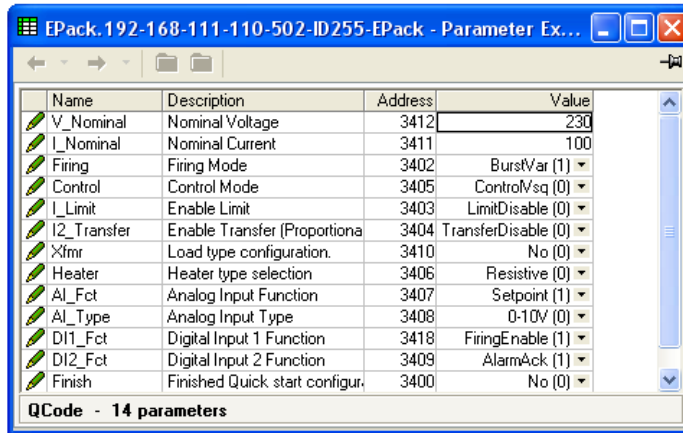 EPack.192-168-111-110-502-ID255-EPack - Parameter Ex...
Name Description Address Value
V_Nominal Nominal Voltage 3412 230
I_Nominal Nominal Current 3411 100
Firing Firing Mode 3402 BurstVar (1)
Control Control Mode 3405 ControlVsq (0)
I_Limit Enable Limit 3403 LimitDisable (0)
I2_Transfer Enable Transfer (Proportiona 3404 TransferDisable (0)
Xfmr Load type configuration. 3410 No (0)
Heater Heater type selection 3406 Resistive (0)
AI_Fct Analog Input Function 3407 Setpoint (1)
AI_Type Analog Input Type 3408 0-10V (0)
DI1_Fct Digital Input 1 Function 3418 FiringEnable (1)
DI2_Fct Digital Input 2 Function 3409 AlarmAck (1)
Finish Finished Quick start configur. 3400 No (0)
QCode - 14 parameters